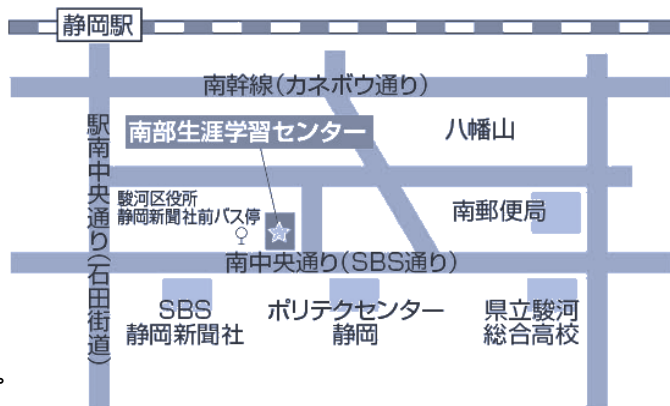 静岡駅
南幹線(カネボウ通り)
南部生涯学習センター
八幡山
駅南中央通り(石田街道)
駿河区役所
静岡新聞社前バス停
南郵便局
南中央通り(SBS通り)
SBS
静岡新聞社
ポリテクセンター
静岡
県立駿河
総合高校
。